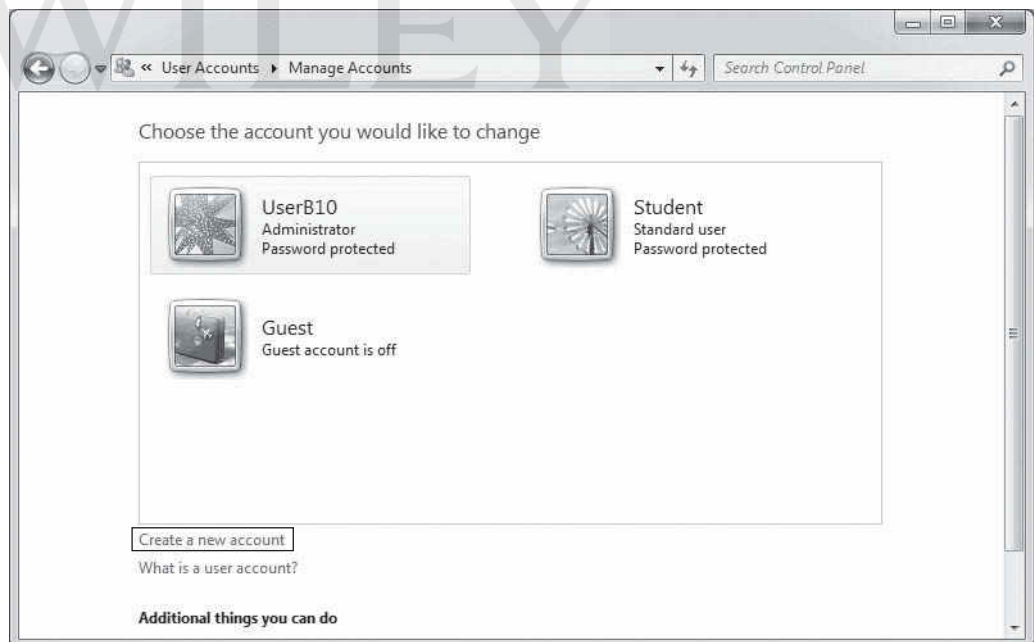 WILEY
« User Accounts ▸ Manage Accounts
Search Control Panel
Choose the account you would like to change
UserB10
Administrator
Password protected
Student
Standard user
Password protected
Guest
Guest account is off
Create a new account
What is a user account?
Additional things you can do